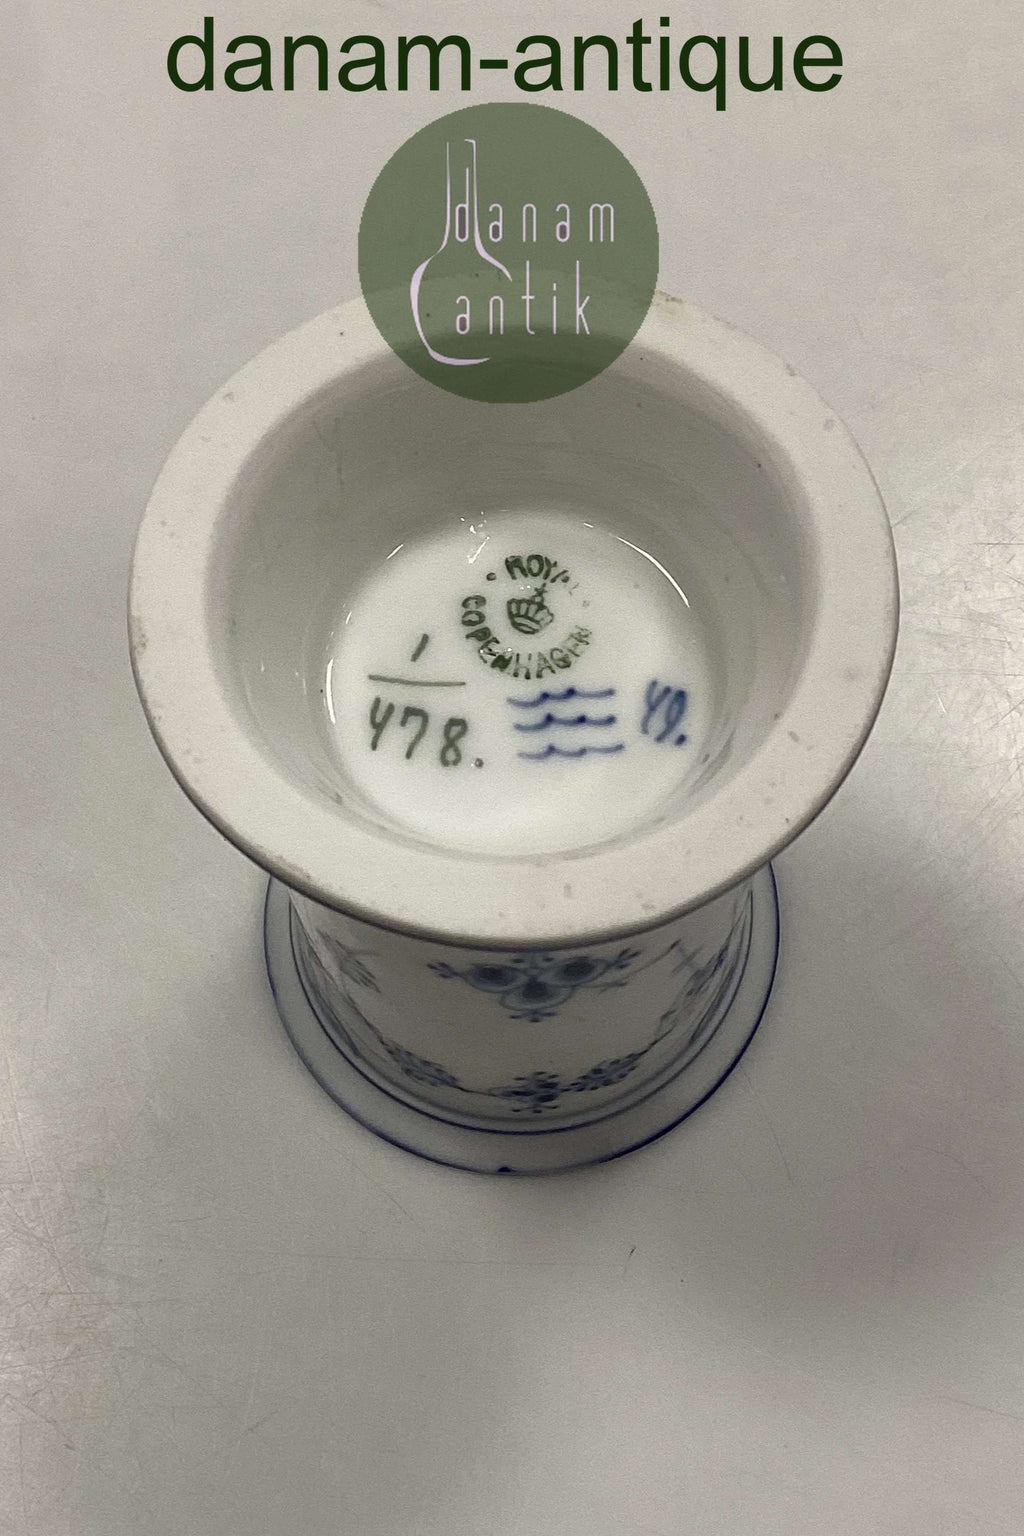 danam-antique
danam
antik
ROYAL
COPENHAGEN
1
478.
49.